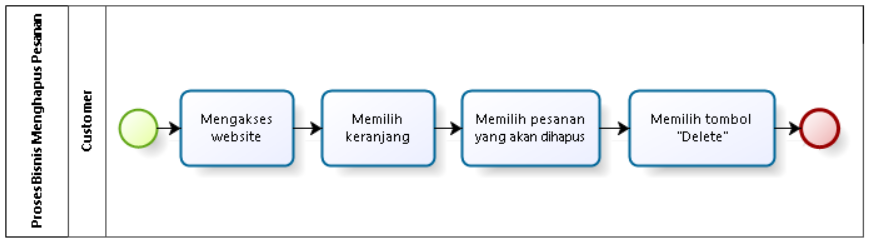 Proses Bisnis Menghapus Pesanan
Customer
Mengakses
website
Memilih
keranjang
Memilih pesanan
yang akan dihapus
Memilih tombol
"Delete"